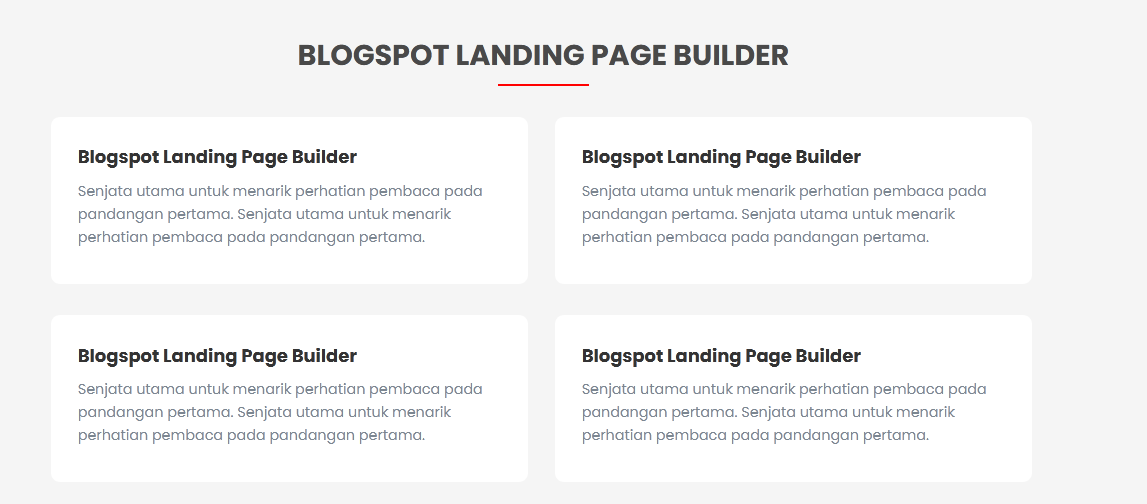 BLOGSPOT LANDING PAGE BUILDER
Blogspot Landing Page Builder
Senjata utama untuk menarik perhatian pembaca pada
pandangan pertama. Senjata utama untuk menarik
perhatian pembaca pada pandangan pertama.
Blogspot Landing Page Builder
Senjata utama untuk menarik perhatian pembaca pada
pandangan pertama. Senjata utama untuk menarik
perhatian pembaca pada pandangan pertama.
Blogspot Landing Page Builder
Senjata utama untuk menarik perhatian pembaca pada
pandangan pertama. Senjata utama untuk menarik
perhatian pembaca pada pandangan pertama.
Blogspot Landing Page Builder
Senjata utama untuk menarik perhatian pembaca pada
pandangan pertama. Senjata utama untuk menarik
perhatian pembaca pada pandangan pertama.